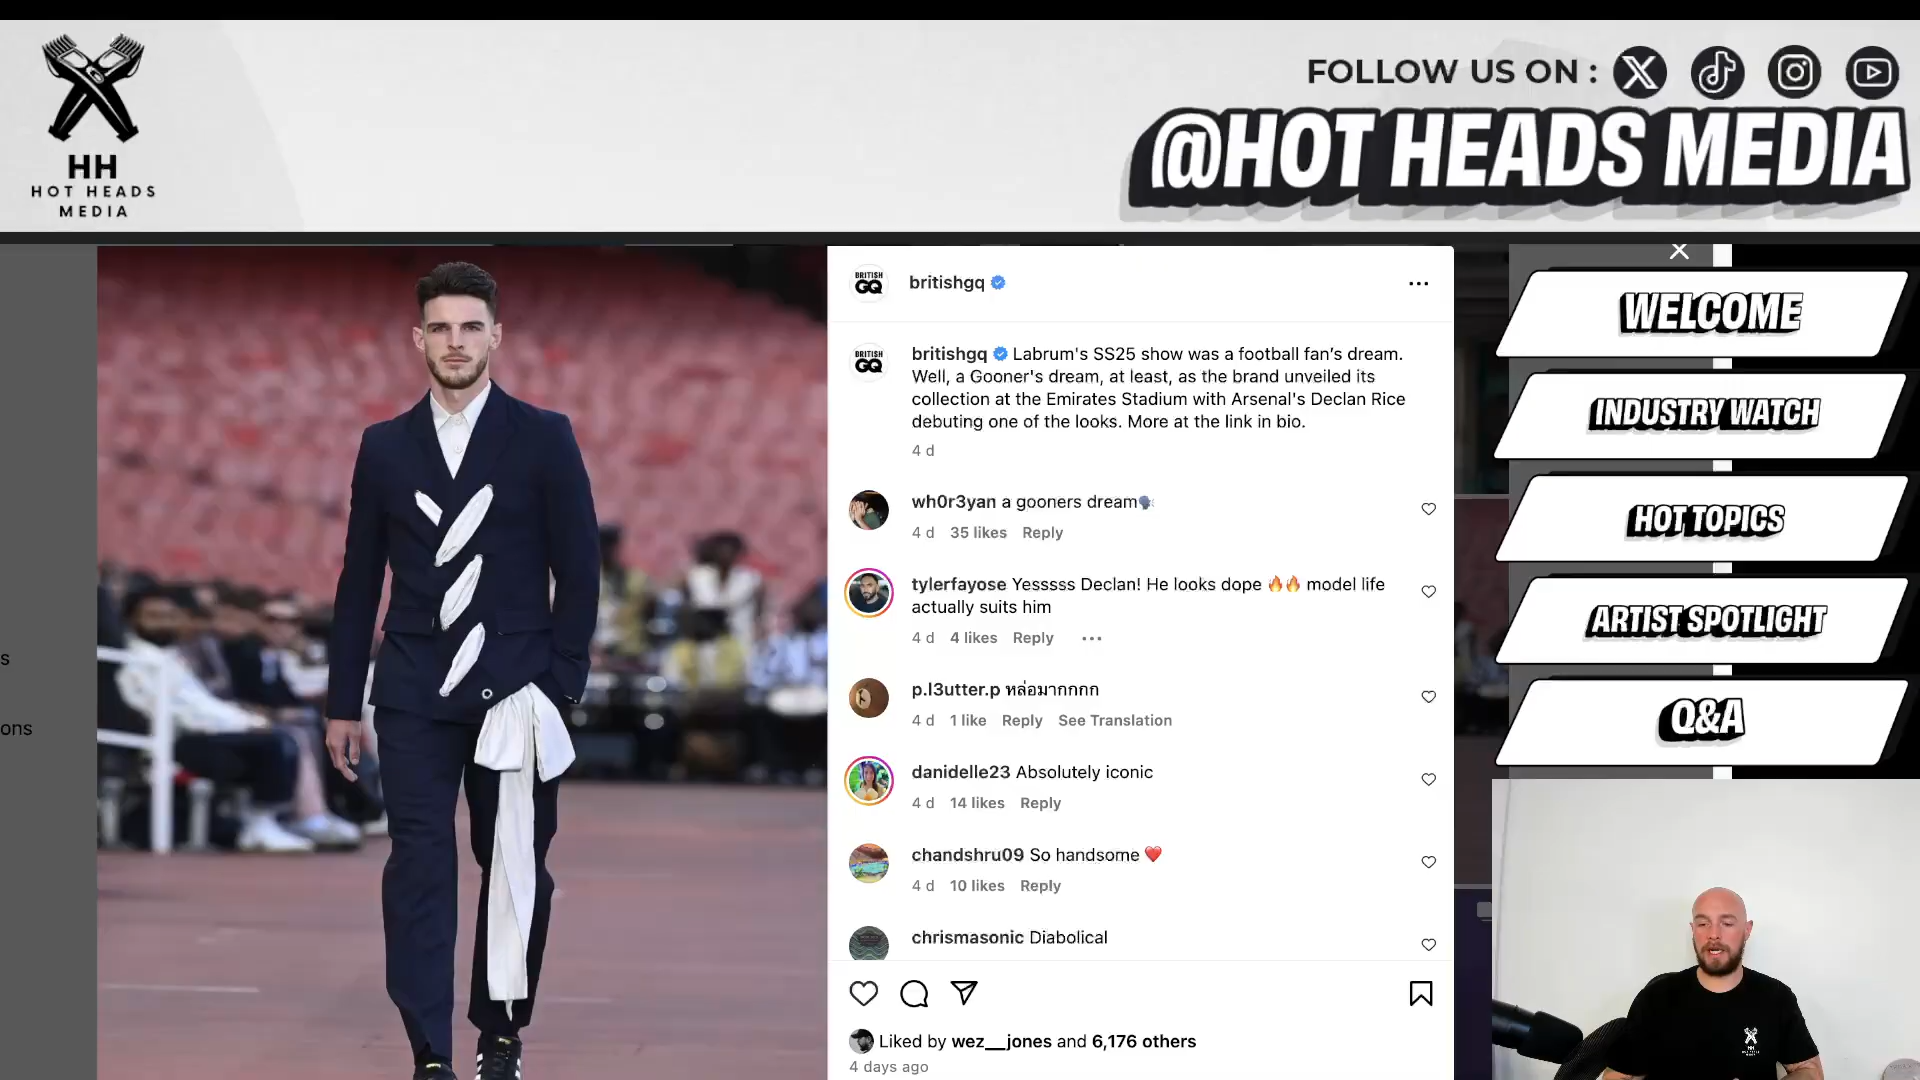 FOLLOW US ON :
@HOT HEADS MEDIA
HH
HOT HEADS
MEDIA
BRITISH
GQ
britishgq
BRITISH
GQ
britishgq Labrum's SS25 show was a football fan's dream.
Well, a Gooner's dream, at least, as the brand unveiled its
collection at the Emirates Stadium with Arsenal's Declan Rice
debuting one of the looks. More at the link in bio.
4 d
wh0r3yan a gooners dream🗣️
4 d 35 likes Reply
tylerfayose Yesssss Declan! He looks dope 🔥🔥 model life
actually suits him
4 d 4 likes Reply
p.l3utter.p หล่อมากกกก
4 d 1 like Reply See Translation
danidelle23 Absolutely iconic
4 d 14 likes Reply
chandshru09 So handsome ❤️
4 d 10 likes Reply
chrismasonic Diabolical
Liked by wez__jones and 6,176 others
4 days ago
WELCOME
INDUSTRY WATCH
HOT TOPICS
ARTIST SPOTLIGHT
Q&A
s
ons
HH